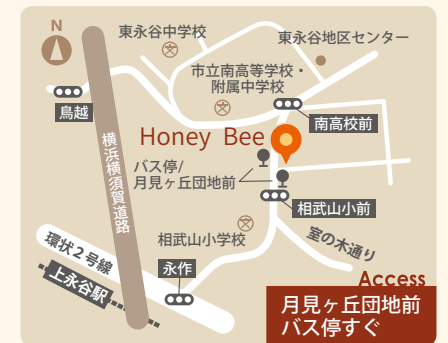 N
東永谷中学校
東永谷地区センター
市立南高等学校・
附属中学校
鳥越
南高校前
横浜横須賀道路
Honey Bee
バス停/
月見ヶ丘団地前
相武山小前
相武山小学校
室の木通り
環状2号線
永作
上永谷駅
Access
月見ヶ丘団地前
バス停すぐ